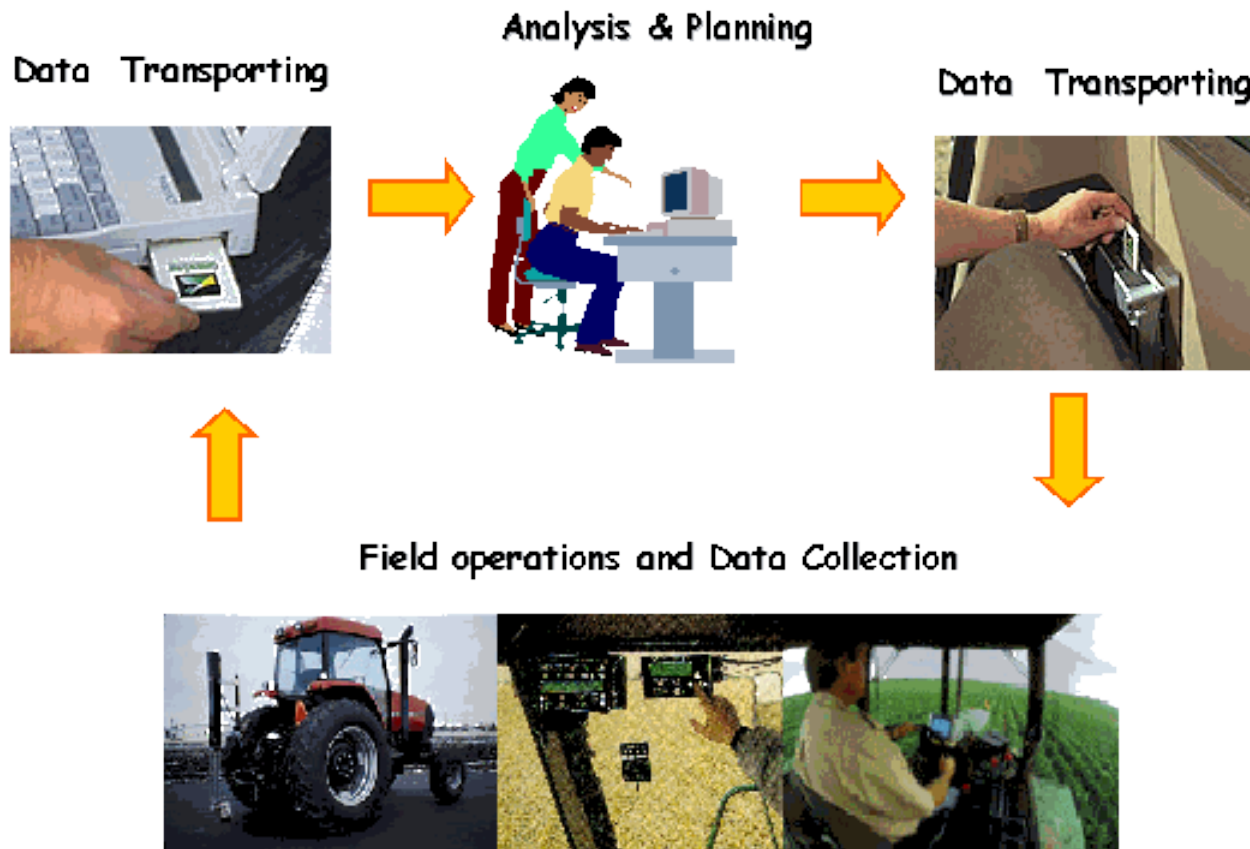 Analysis & Planning
Data Transporting
Data Transporting
Field operations and Data Collection